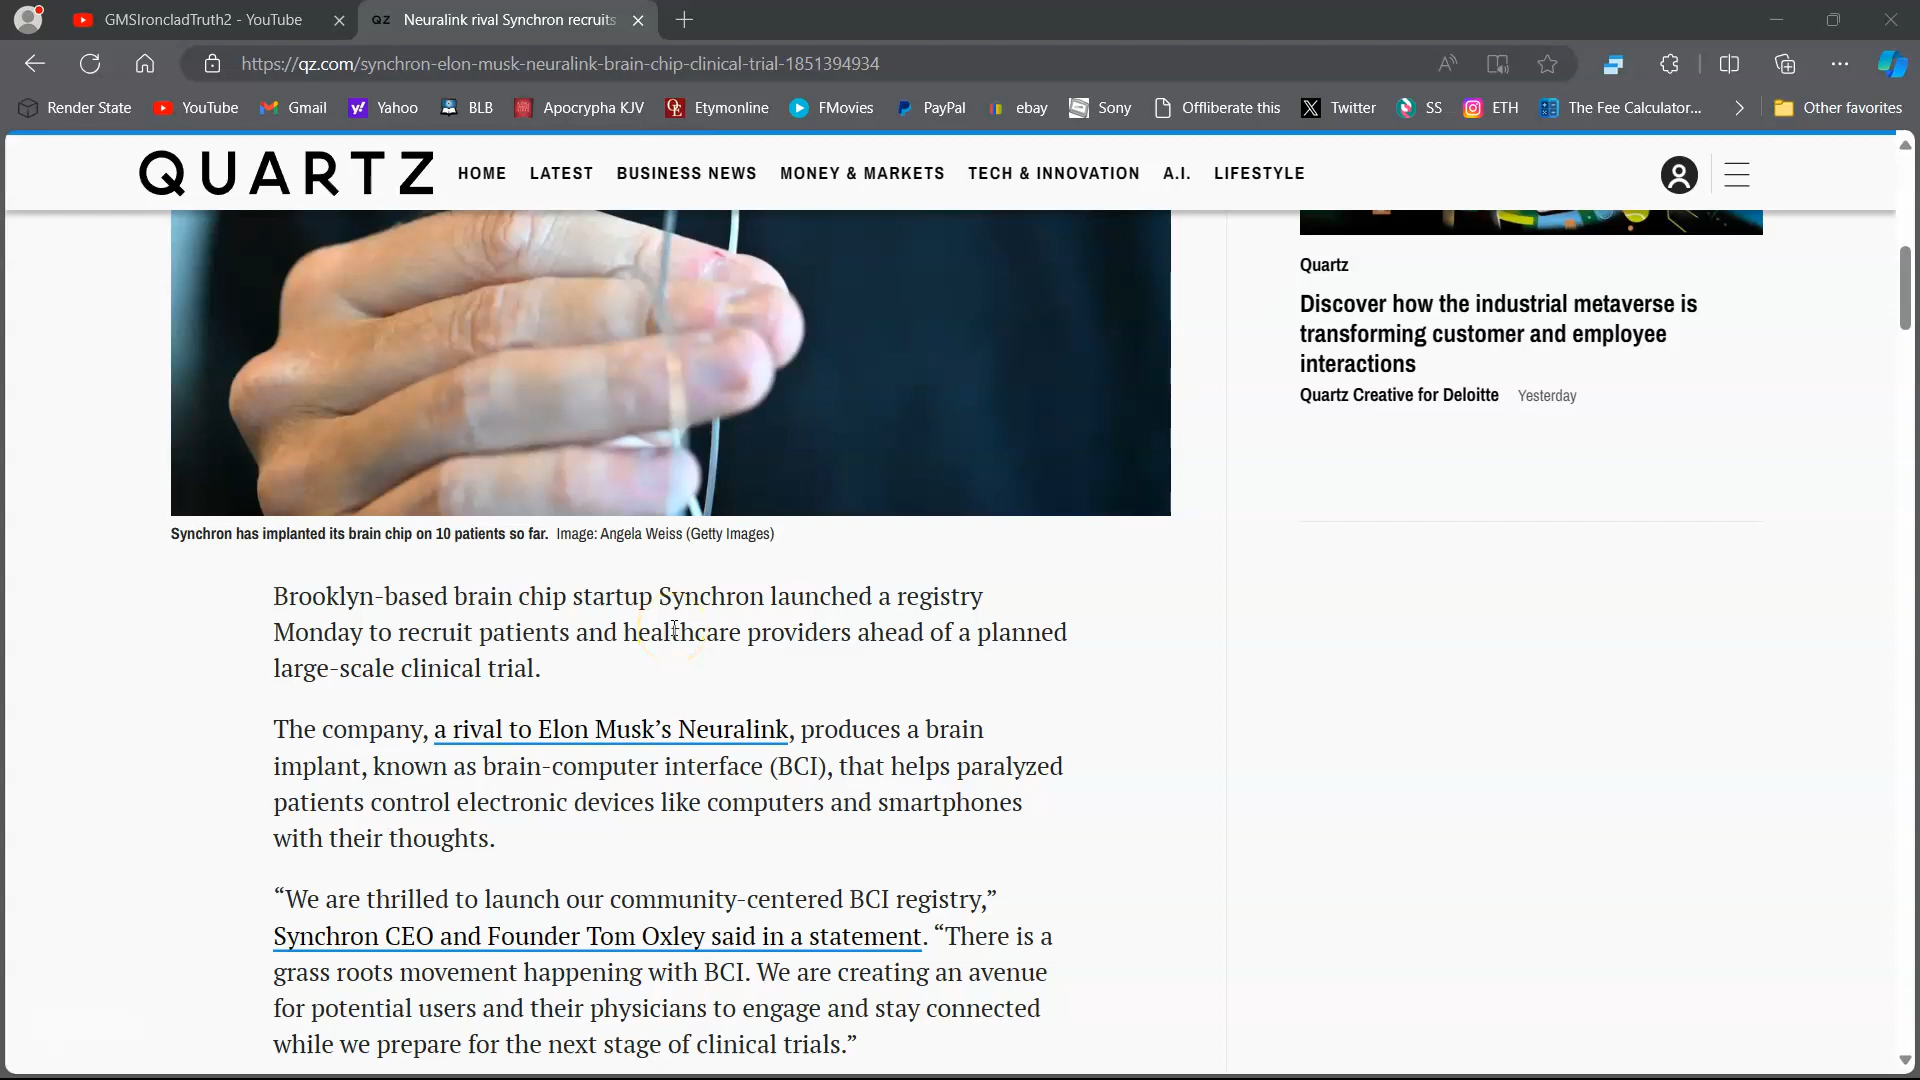 GMSIroncladTruth2 - YouTube
QZ Neuralink rival Synchron recruits
https://qz.com/synchron-elon-musk-neuralink-brain-chip-clinical-trial-1851394934
Render State YouTube Gmail Yahoo BLB Apocrypha KJV Etymonline FMovies PayPal ebay Sony Offliberate this Twitter SS ETH The Fee Calculator... Other favorites
QUARTZ HOME LATEST BUSINESS NEWS MONEY & MARKETS TECH & INNOVATION A.I. LIFESTYLE
Synchron has implanted its brain chip on 10 patients so far. Image: Angela Weiss (Getty Images)
Brooklyn-based brain chip startup Synchron launched a registry
Monday to recruit patients and healthcare providers ahead of a planned
large-scale clinical trial.
The company, a rival to Elon Musk’s Neuralink, produces a brain
implant, known as brain-computer interface (BCI), that helps paralyzed
patients control electronic devices like computers and smartphones
with their thoughts.
“We are thrilled to launch our community-centered BCI registry,”
Synchron CEO and Founder Tom Oxley said in a statement. “There is a
grass roots movement happening with BCI. We are creating an avenue
for potential users and their physicians to engage and stay connected
while we prepare for the next stage of clinical trials.”
Quartz
Discover how the industrial metaverse is
transforming customer and employee
interactions
Quartz Creative for Deloitte Yesterday